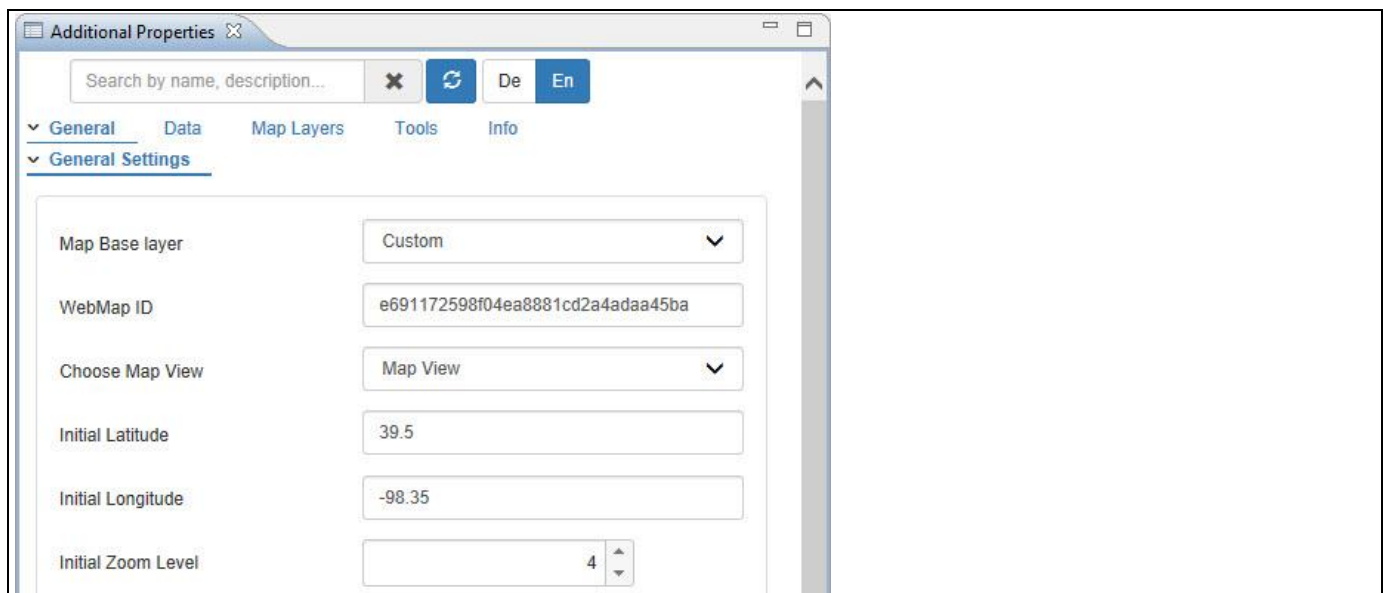 Additional Properties
Search by name, description... De En
General Data Map Layers Tools Info
General Settings
Map Base layer Custom
WebMap ID e691172598f04ea8881cd2a4adaa45ba
Choose Map View Map View
Initial Latitude 39.5
Initial Longitude -98.35
Initial Zoom Level 4